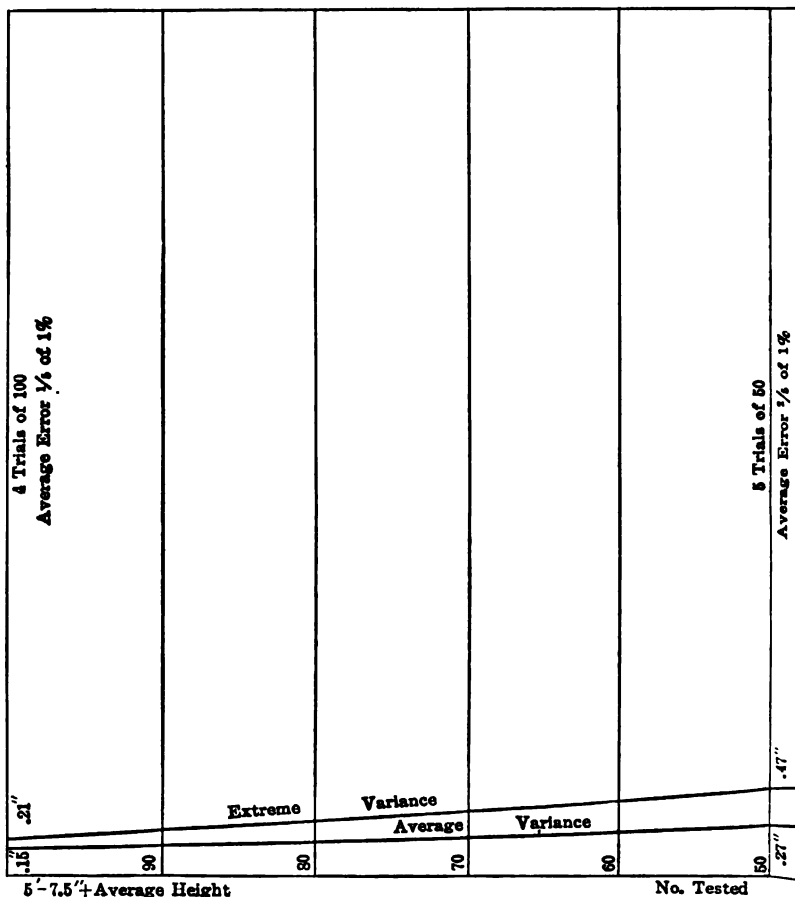 4 Trials of 100
Average Error 1/5 of 1%
5 Trials of 50
Average Error 2/5 of 1%
.21"
.47"
Extreme Variance
Average Variance
.15"
90
80
70
60
50
.27"
5'-7.5"+Average Height
No. Tested